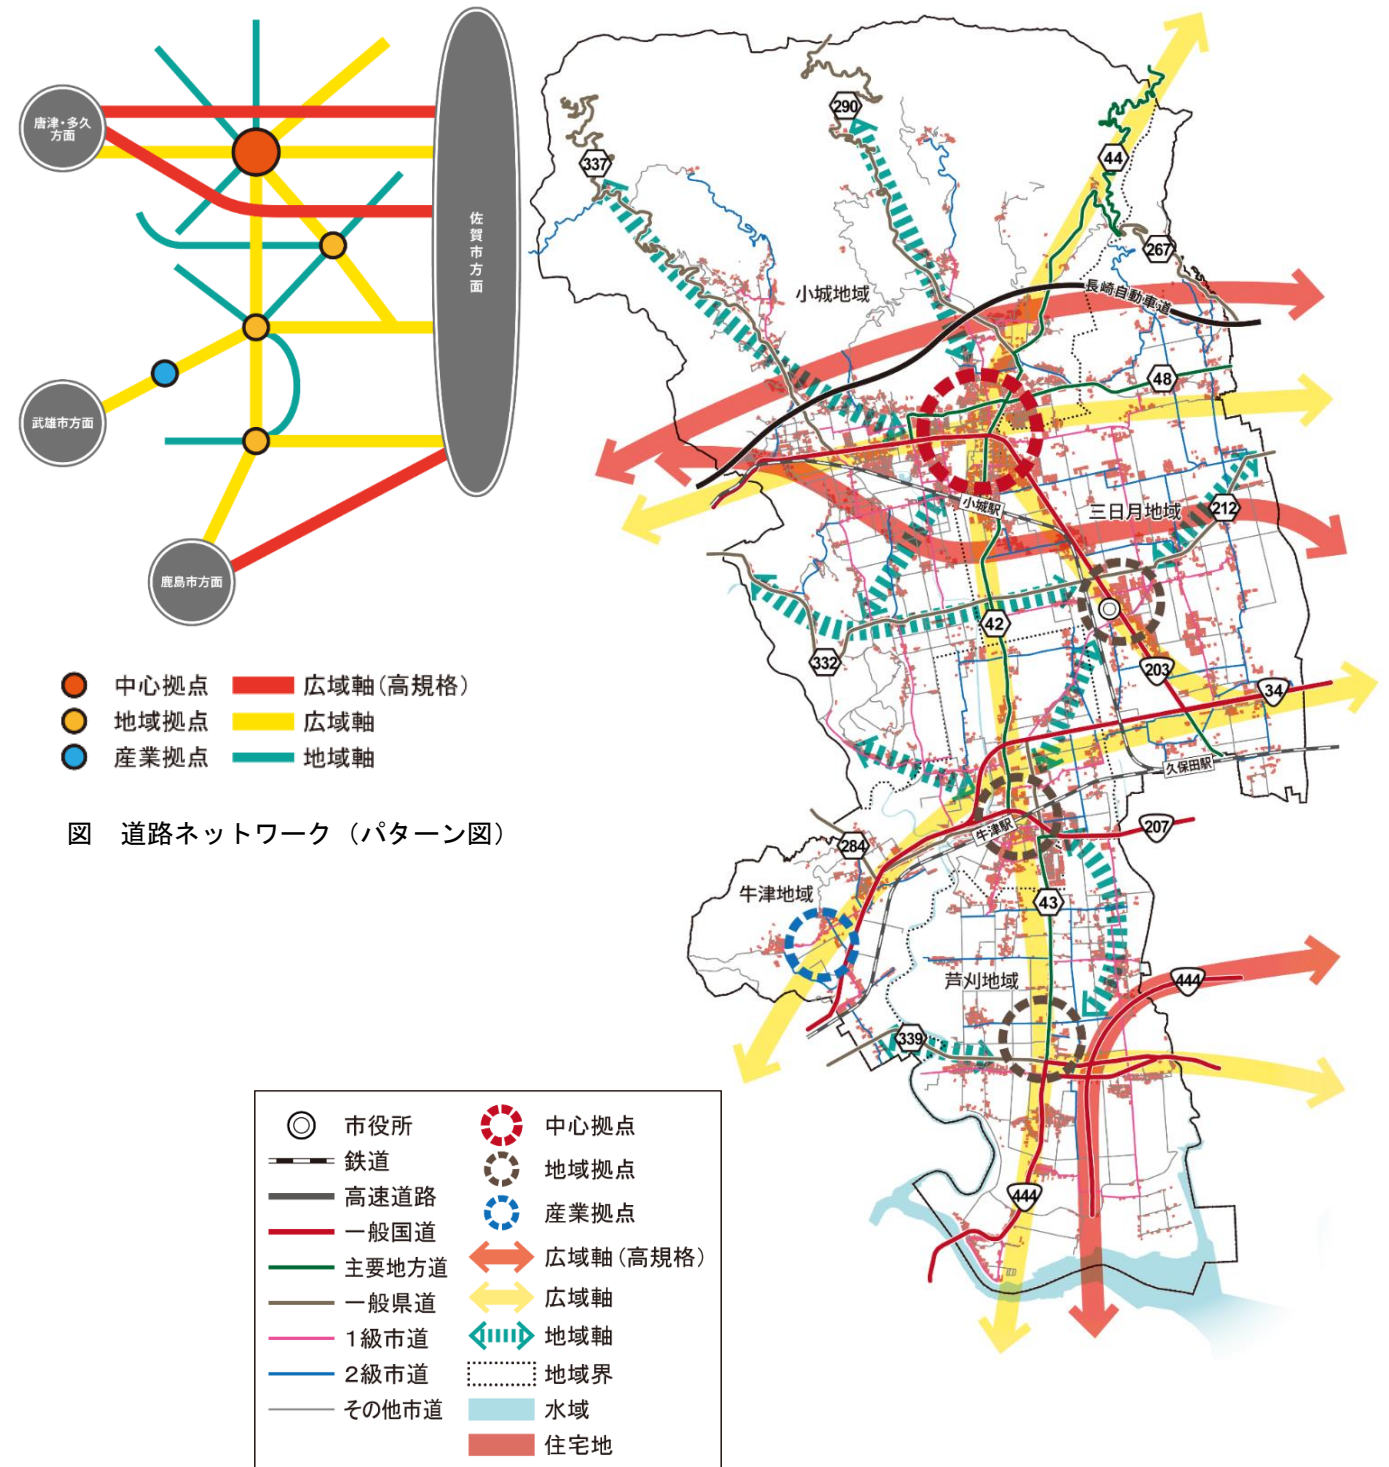 唐津・多久
方面
佐賀市方面
武雄市方面
鹿島市方面
中心拠点
広域軸(高規格)
地域拠点
広域軸
産業拠点
地域軸
図 道路ネットワーク（パターン図）
290
337
44
267
小城地域
長崎自動車道
48
小城駅
三日月地域
212
42
332
203
34
久保田駅
牛津駅
207
284
牛津地域
43
芦刈地域
444
339
444
市役所
鉄道
高速道路
一般国道
主要地方道
一般県道
1級市道
2級市道
その他市道
中心拠点
地域拠点
産業拠点
広域軸(高規格)
広域軸
地域軸
地域界
水域
住宅地